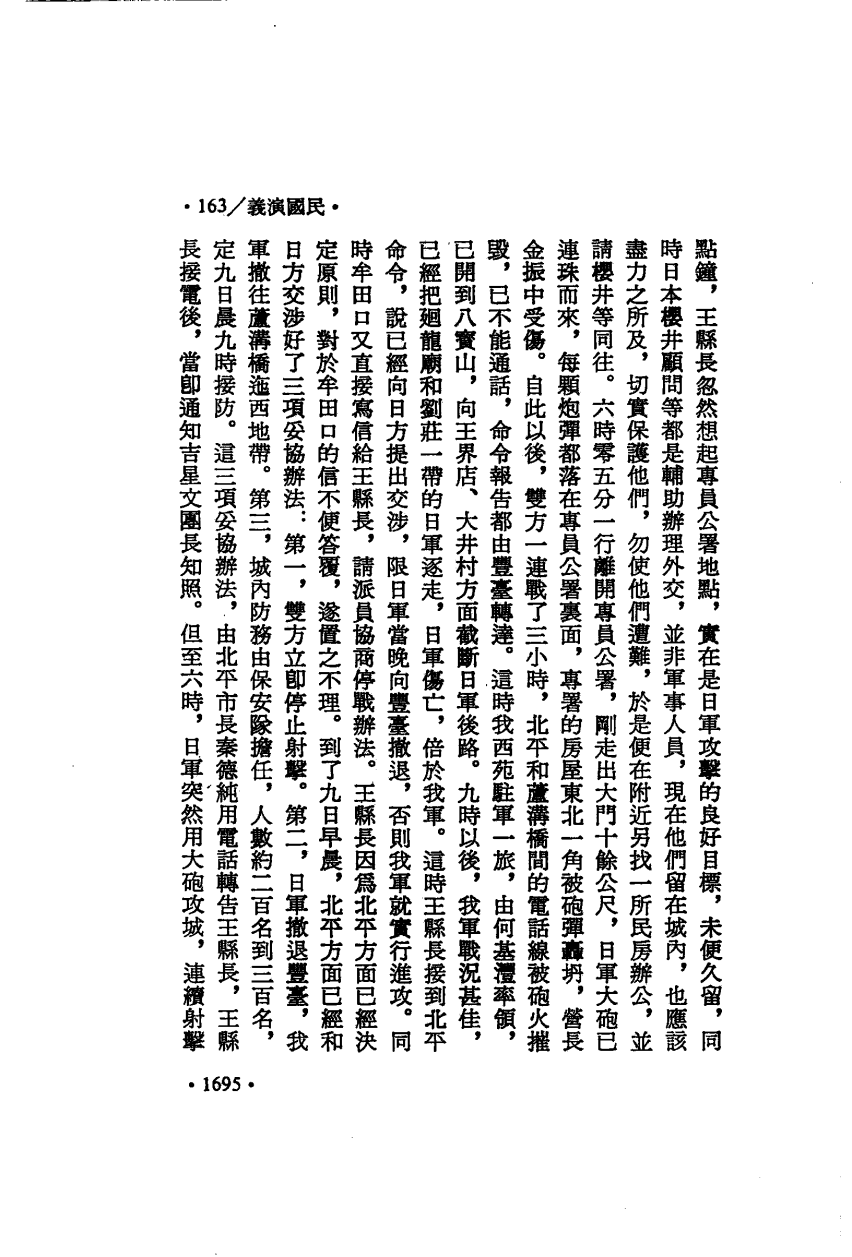 ·163/義演國民·
點鐘，王縣長忽然想起專員公署地點，實在是日軍攻擊的良好目標，未便久留，同
時日本櫻井顧問等都是輔助辦理外交，並非軍事人員，現在他們留在城內，也應該
盡力之所及，切實保護他們，勿使他們遭難，於是便在附近另找一所民房辦公，並
請櫻井等同往。六時零五分一行離開專員公署，剛走出大門十餘公尺，日軍大砲已
連珠而來，每顆炮彈都落在專員公署裏面，專署的房屋東北一角被砲彈轟坍，營長
金振中受傷。自此以後，雙方一連戰了三小時，北平和蘆溝橋間的電話線被砲火摧
毀，已不能通話，命令報告都由豐臺轉達。這時我西苑駐軍一旅，由何基澧率領，
已開到八寶山，向王界店、大井村方面截斷日軍後路。九時以後，我軍戰況甚佳，
已經把迴龍廟和劉莊一帶的日軍逐走，日軍傷亡，倍於我軍。這時王縣長接到北平
命令，說已經向日方提出交涉，限日軍當晚向豐臺撤退，否則我軍就實行進攻。同
時牟田口又直接寫信給王縣長，請派員協商停戰辦法。王縣長因爲北平方面已經決
定原則，對於牟田口的信不便答覆，遂置之不理。到了九日早晨，北平方面已經和
日方交涉好了三項妥協辦法：第一，雙方立卽停止射擊。第二，日軍撤退豐臺，我
軍撤往蘆溝橋迤西地帶。第三，城內防務由保安隊擔任，人數約二百名到三百名，
定九日晨九時接防。這三項妥協辦法，由北平市長秦德純用電話轉告王縣長，王縣
長接電後，當卽通知吉星文團長知照。但至六時，日軍突然用大砲攻城，連續射擊
·1695·